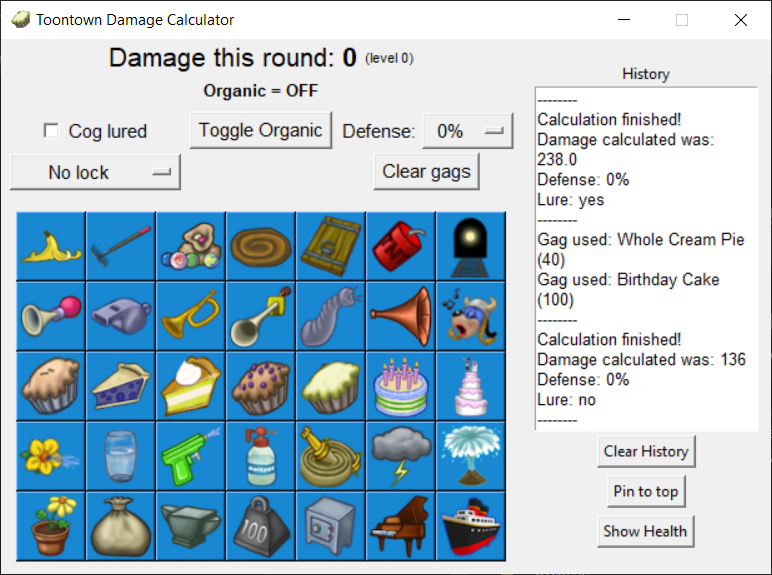 Toontown Damage Calculator
Damage this round: 0 (level 0)
Organic = OFF
Cog lured
Toggle Organic
Defense:
0%
No lock
Clear gags
100
History
--------
Calculation finished!
Damage calculated was:
238.0
Defense: 0%
Lure: yes
--------
Gag used: Whole Cream Pie
(40)
Gag used: Birthday Cake
(100)
--------
Calculation finished!
Damage calculated was: 136
Defense: 0%
Lure: no
--------
Clear History
Pin to top
Show Health